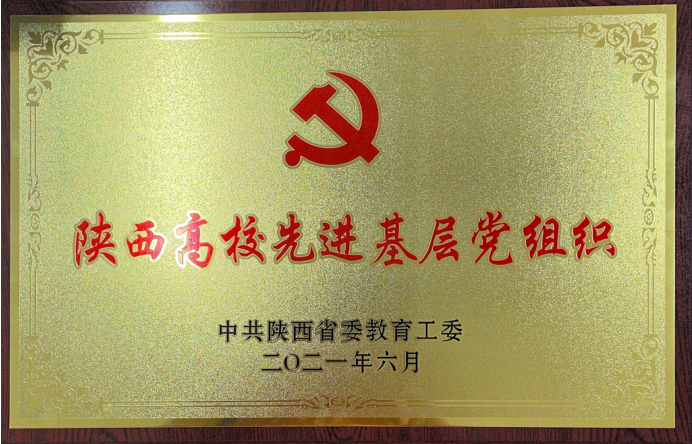 陕西高校先进基层党组织
中共陕西省委教育工委
二〇二一年六月